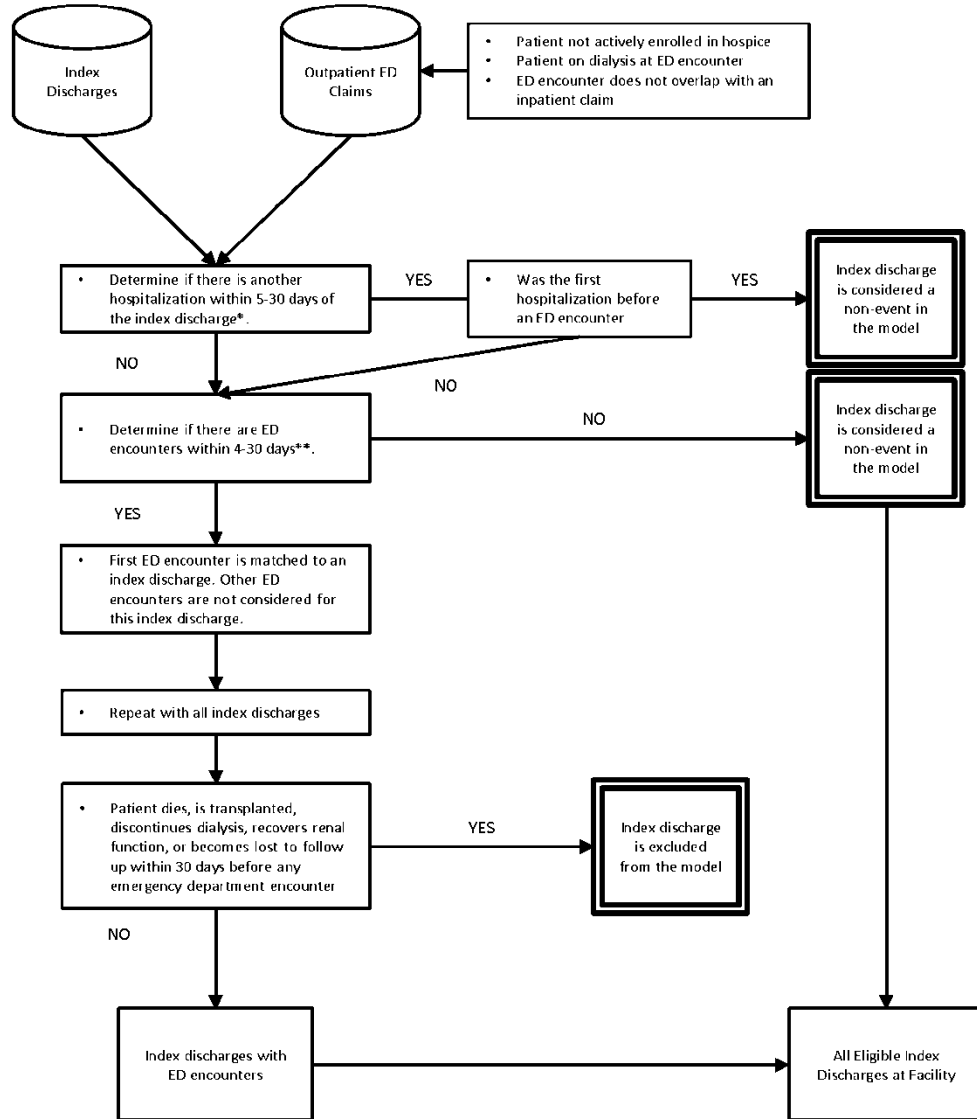 Index
Discharges
Outpatient ED
Claims
• Patient not actively enrolled in hospice
• Patient on dialysis at ED encounter
• ED encounter does not overlap with an
inpatient claim
• Determine if there is another
hospitalization within 5-30 days of
the index discharge*.
YES
• Was the first
hospitalization before
an ED encounter
YES
Index discharge
is considered a
non-event in
the model
NO
NO
• Determine if there are ED
encounters within 4-30 days**.
NO
Index discharge
is considered a
non-event in
the model
YES
• First ED encounter is matched to an
index discharge. Other ED
encounters are not considered for
this index discharge.
• Repeat with all index discharges
• Patient dies, is transplanted,
discontinues dialysis, recovers renal
function, or becomes lost to follow
up within 30 days before any
emergency department encounter
YES
Index discharge
is excluded
from the model
NO
Index discharges with
ED encounters
All Eligible Index
Discharges at Facility